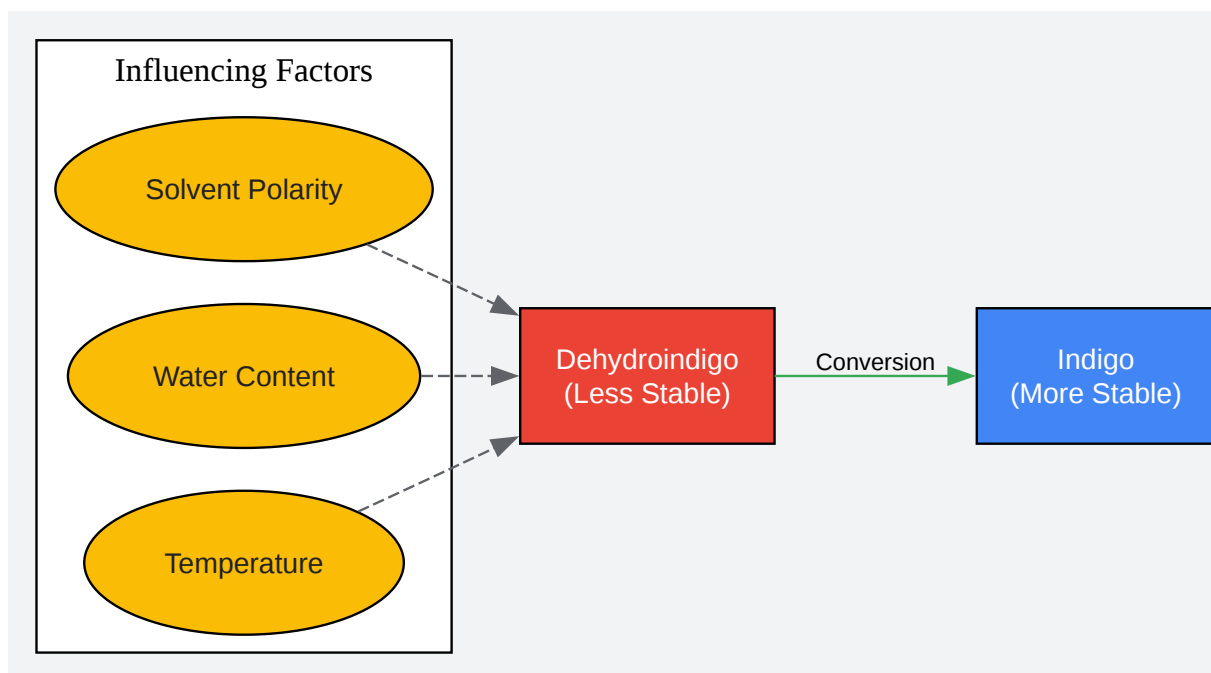 Influencing Factors
Solvent Polarity
Water Content
Temperature
Dehydroindigo
(Less Stable)
Conversion
Indigo
(More Stable)